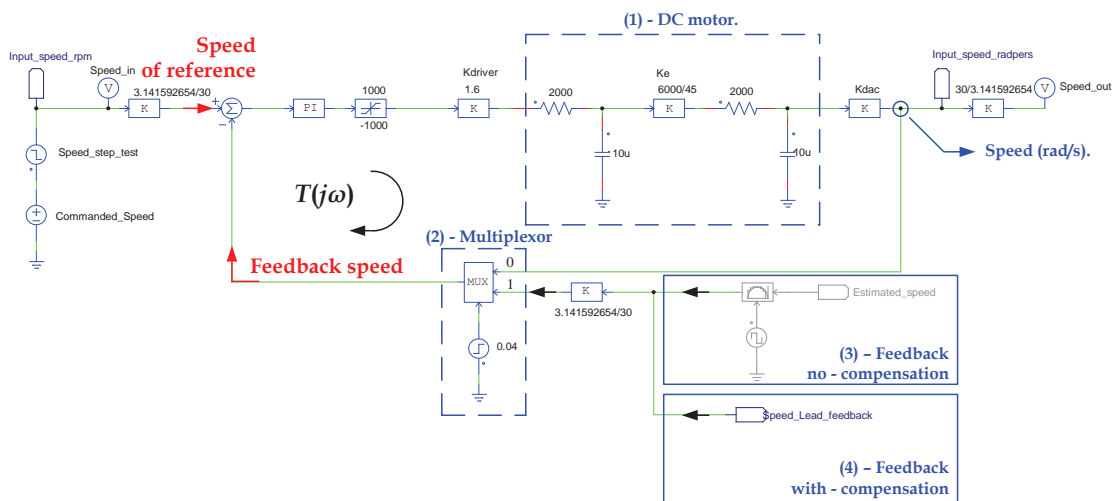 (1) - DC motor.
Input_speed_rpm
Speed_in
V
3.141592654/30
K
Speed
of reference
+
Σ
−
PI
1000
-1000
Kdriver
1.6
K
2000
10u
Ke
6000/45
K
2000
10u
Kdac
K
Input_speed_radpers
30/3.141592654
K
V
Speed_out
Speed (rad/s).
Speed_step_test
Commanded_Speed
T(jω)
(2) - Multiplexor
Feedback speed
MUX
0
1
0.04
K
3.141592654/30
Estimated_speed
(3) – Feedback
no - compensation
Speed_Lead_feedback
(4) – Feedback
with - compensation